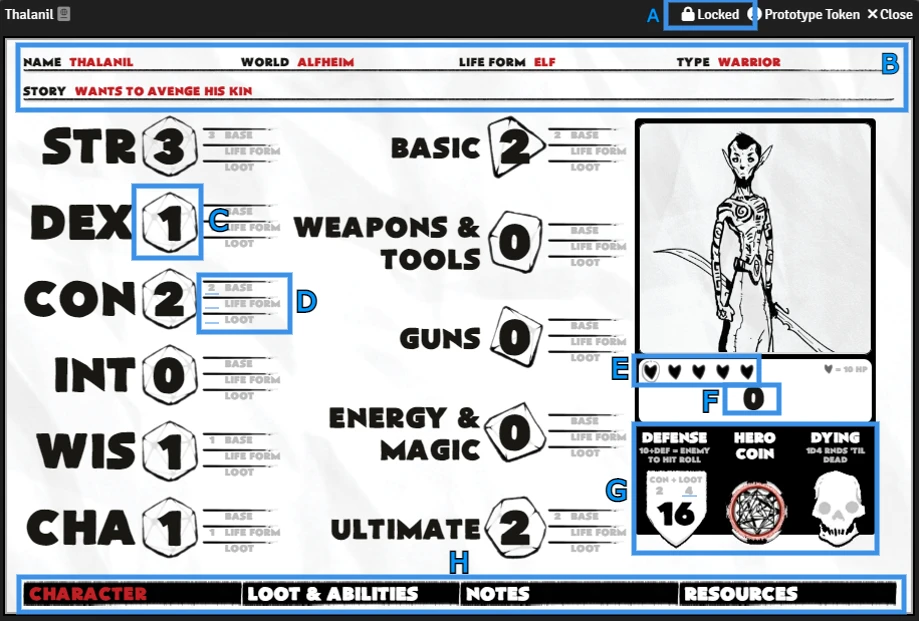 Thalanil
A
Locked
Prototype Token
Close
NAME THALANIL
WORLD ALFHEIM
LIFE FORM ELF
TYPE WARRIOR
B
STORY WANTS TO AVENGE HIS KIN
STR 3
3 BASE
LIFE FORM
LOOT
DEX 1
C
BASE
LIFE FORM
LOOT
CON 2
2 BASE
LIFE FORM
LOOT
D
INT 0
BASE
LIFE FORM
LOOT
WIS 1
1 BASE
LIFE FORM
LOOT
CHA 1
BASE
1 LIFE FORM
LOOT
BASIC 2
2 BASE
LIFE FORM
LOOT
WEAPONS &
TOOLS
0
BASE
LIFE FORM
LOOT
GUNS 0
BASE
LIFE FORM
LOOT
ENERGY &
MAGIC
0
BASE
LIFE FORM
LOOT
ULTIMATE 2
2 BASE
LIFE FORM
LOOT
E
= 10 HP
F
0
G
DEFENSE
10+DEF = ENEMY
TO HIT ROLL
CON + LOOT
2 4
16
HERO
COIN
DYING
1D4 RNDS 'TIL
DEAD
H
CHARACTER
LOOT & ABILITIES
NOTES
RESOURCES